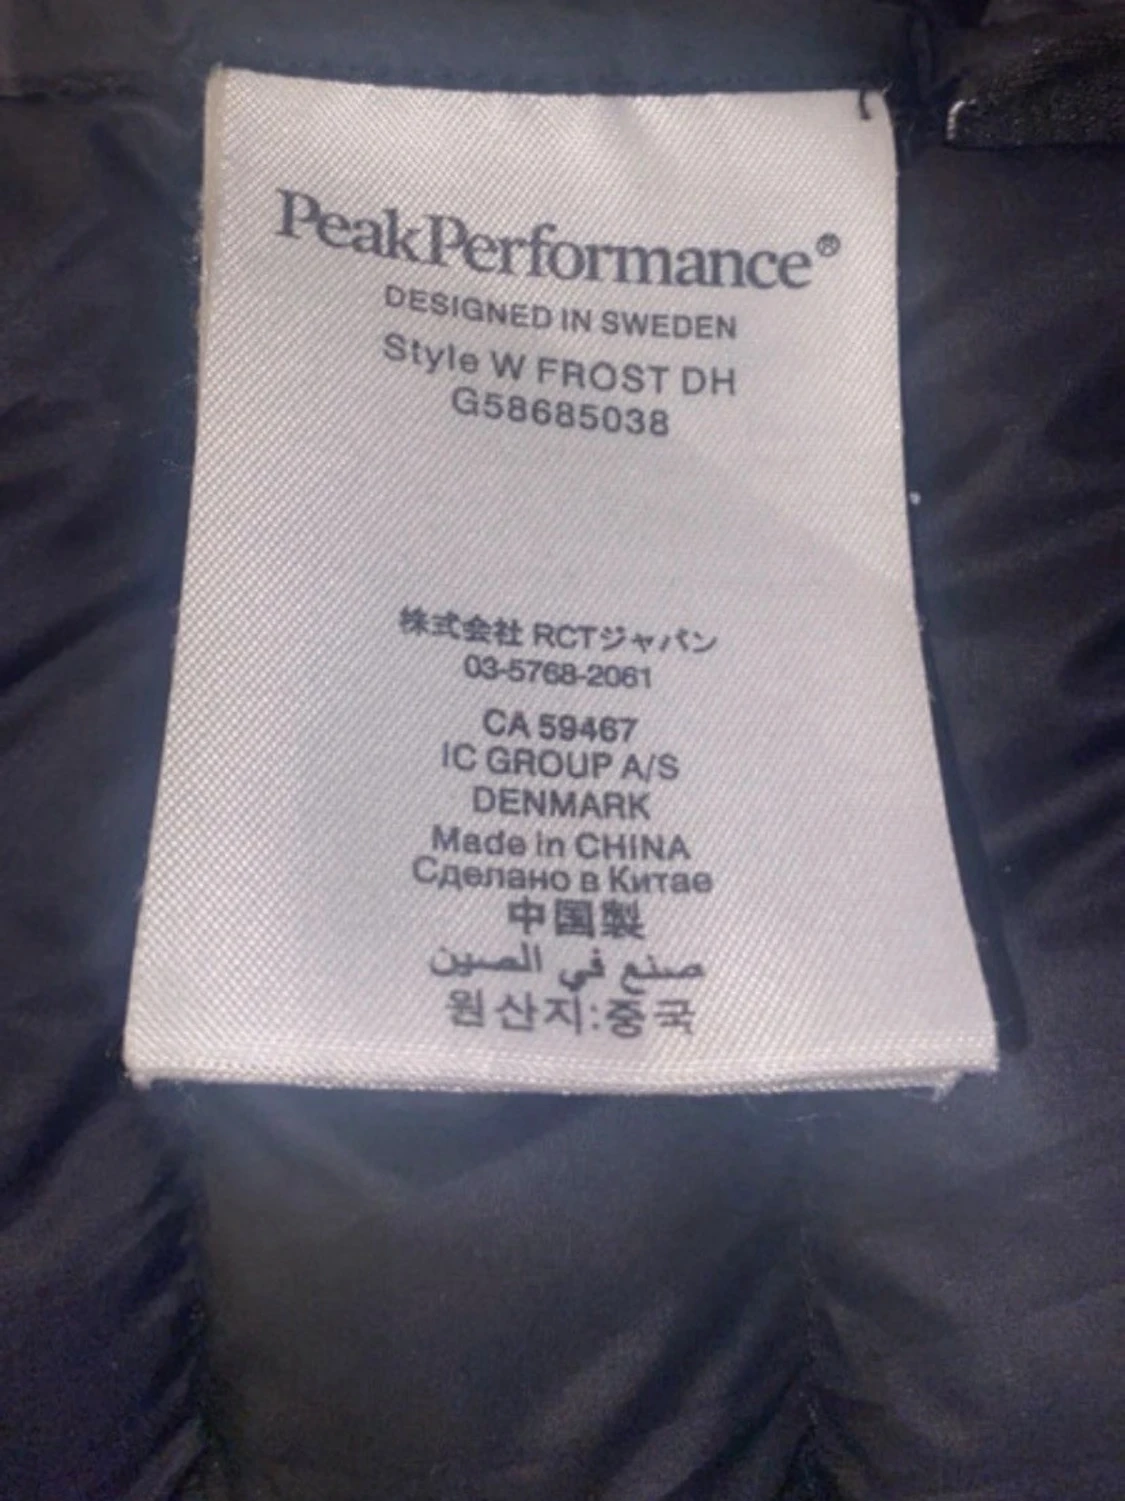 PeakPerformance®
DESIGNED IN SWEDEN
Style W FROST DH
G58685038
株式会社 RCTジャパン
03-5768-2061
CA 59467
IC GROUP A/S
DENMARK
Made in CHINA
Сделано в Китае
中国製
صنع في الصين
원산지:중국